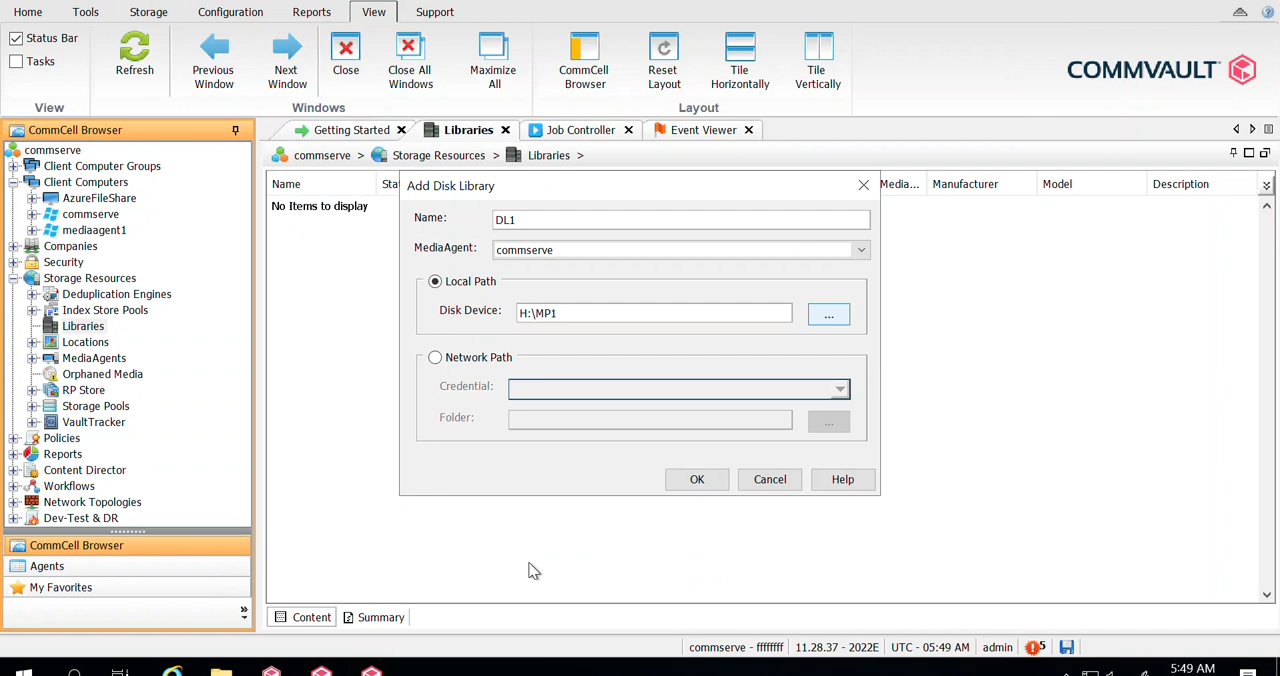 Home Tools Storage Configuration Reports View Support
Status Bar
Tasks
Refresh
Previous Window
Next Window
Close
Close All Windows
Maximize All
CommCell Browser
Reset Layout
Tile Horizontally
Tile Vertically
View Windows Layout
COMMVAULT
CommCell Browser
Getting Started Libraries Job Controller Event Viewer
commserve > Storage Resources > Libraries >
commserve
Client Computer Groups
Client Computers
AzureFileShare
commserve
mediaagent1
Companies
Security
Storage Resources
Deduplication Engines
Index Store Pools
Libraries
Locations
MediaAgents
Orphaned Media
RP Store
Storage Pools
VaultTracker
Policies
Reports
Content Director
Workflows
Network Topologies
Dev-Test & DR
CommCell Browser
Agents
My Favorites
Name Sta Media... Manufacturer Model Description
No Items to display
Add Disk Library
Name: DL1
MediaAgent: commserve
Local Path
Disk Device: H:\MP1 ...
Network Path
Credential:
Folder: ...
OK Cancel Help
Content Summary
commserve - ffffffff 11.28.37 - 2022E UTC - 05:49 AM admin 5
5:49 AM